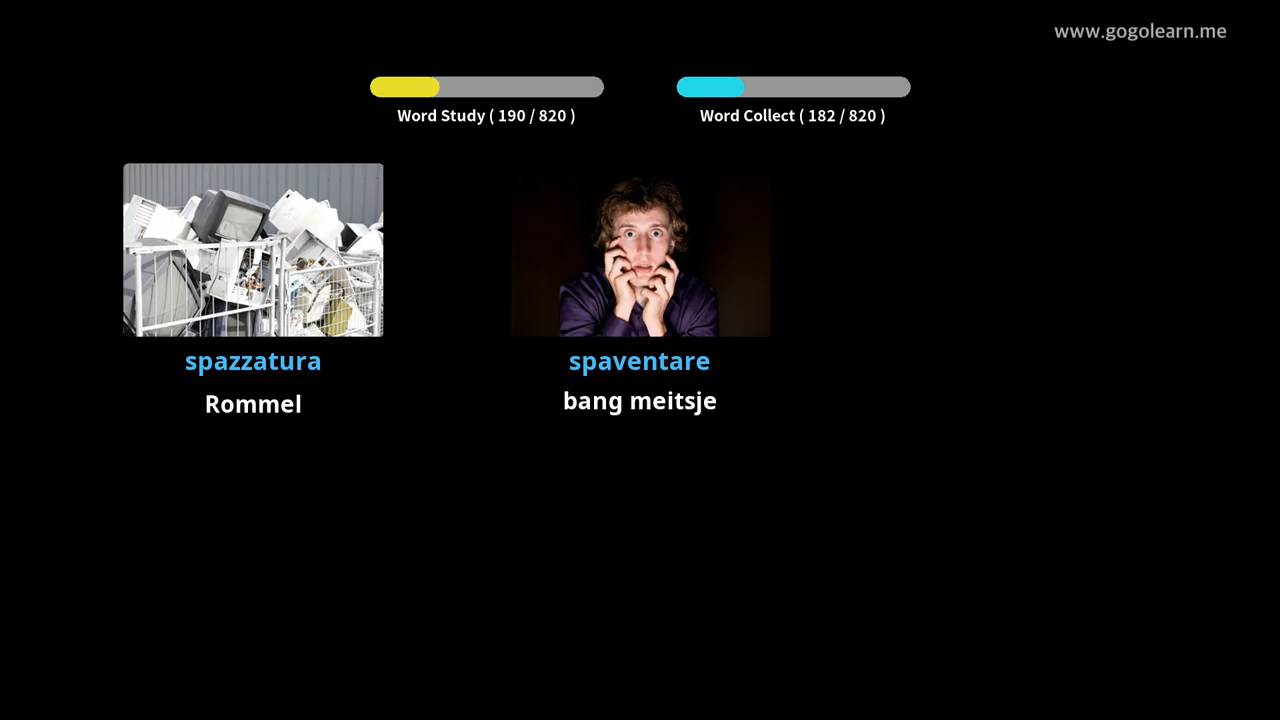 www.gogolearn.me
Word Study ( 190 / 820 )
Word Collect ( 182 / 820 )
spazzatura
Rommel
spaventare
bang meitsje